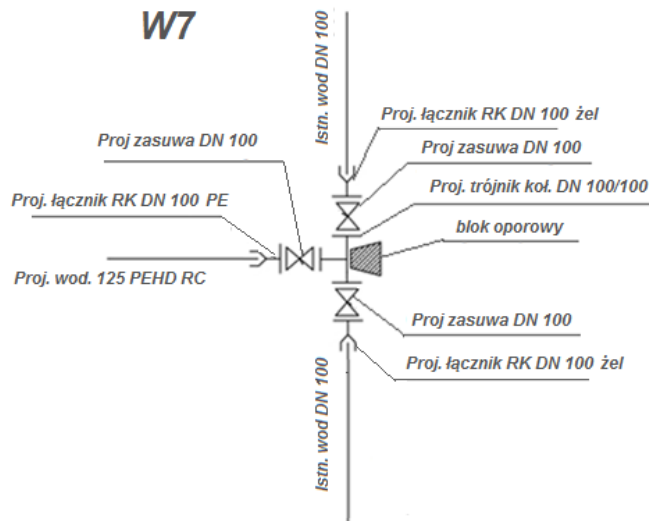 W7
Istn. wod DN 100
Proj. łącznik RK DN 100 żel
Proj zasuwa DN 100
Proj zasuwa DN 100
Proj. trójnik koł. DN 100/100
Proj. łącznik RK DN 100 PE
blok oporowy
Proj. wod. 125 PEHD RC
Proj zasuwa DN 100
Proj. łącznik RK DN 100 żel
Istn. wod DN 100